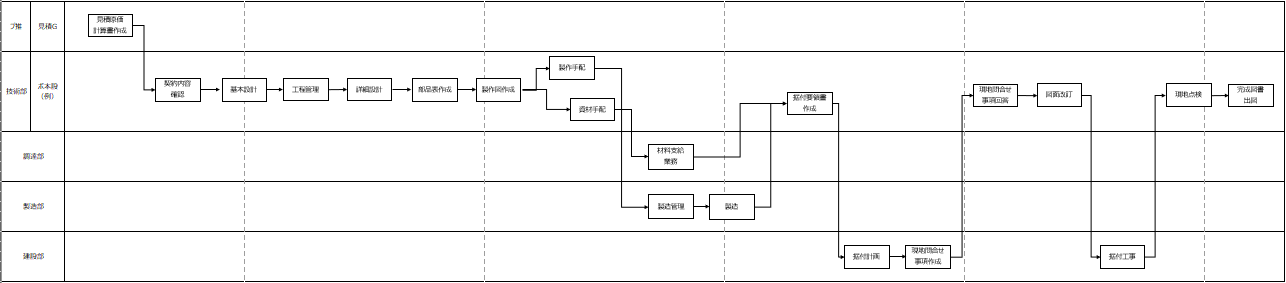 プ推
見積G
見積原価
計算書作成
技術部
ポ本設
(例)
契約内容
確認
基本設計
工程管理
詳細設計
部品表作成
製作図作成
製作手配
資材手配
据付要領書
作成
現地問合せ
事項回答
図面改訂
現地点検
完成図書
出図
調達部
材料支給
業務
製造部
製造管理
製造
建設部
据付計画
現地問合せ
事項作成
据付工事